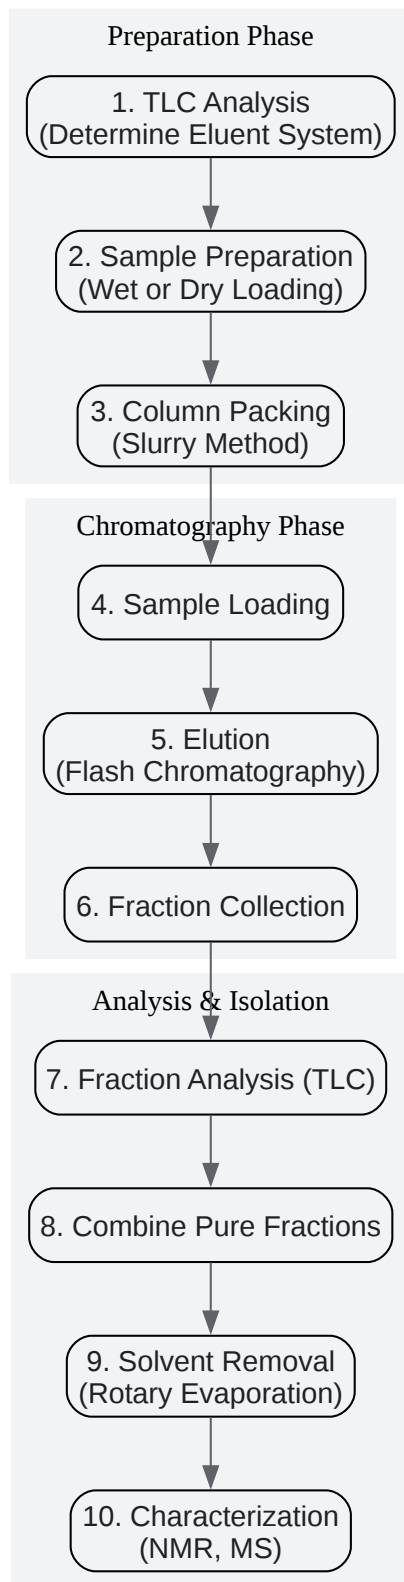 Preparation Phase
1. TLC Analysis
(Determine Eluent System)
2. Sample Preparation
(Wet or Dry Loading)
3. Column Packing
(Slurry Method)
Chromatography Phase
4. Sample Loading
5. Elution
(Flash Chromatography)
6. Fraction Collection
Analysis & Isolation
7. Fraction Analysis (TLC)
8. Combine Pure Fractions
9. Solvent Removal
(Rotary Evaporation)
10. Characterization
(NMR, MS)